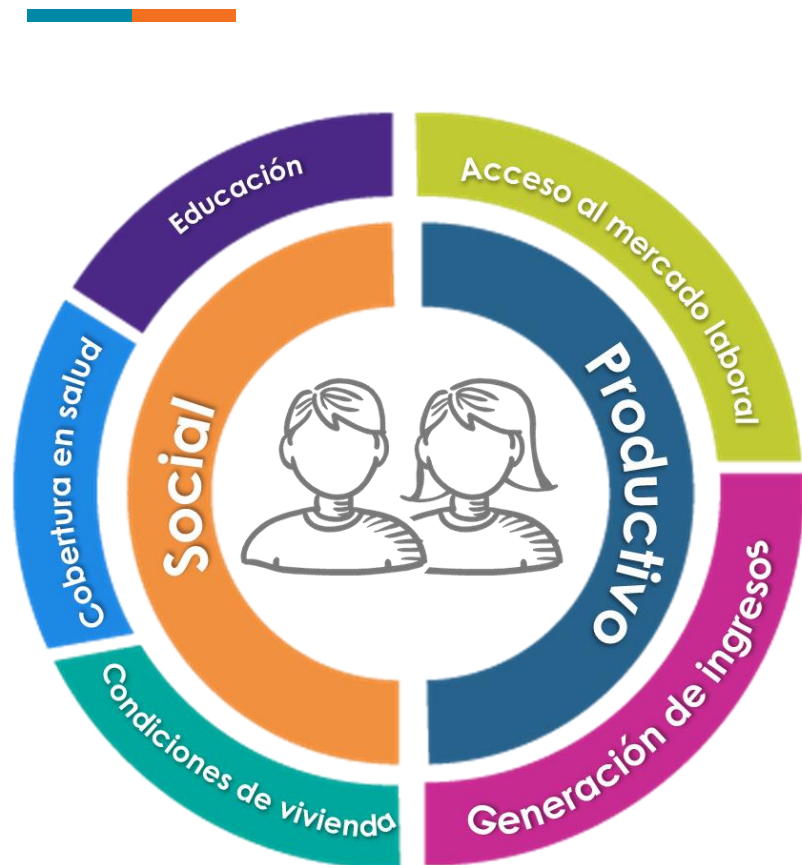 Educación
Acceso al mercado laboral
Cobertura en salud
Social
Productivo
Condiciones de vivienda
Generación de ingresos